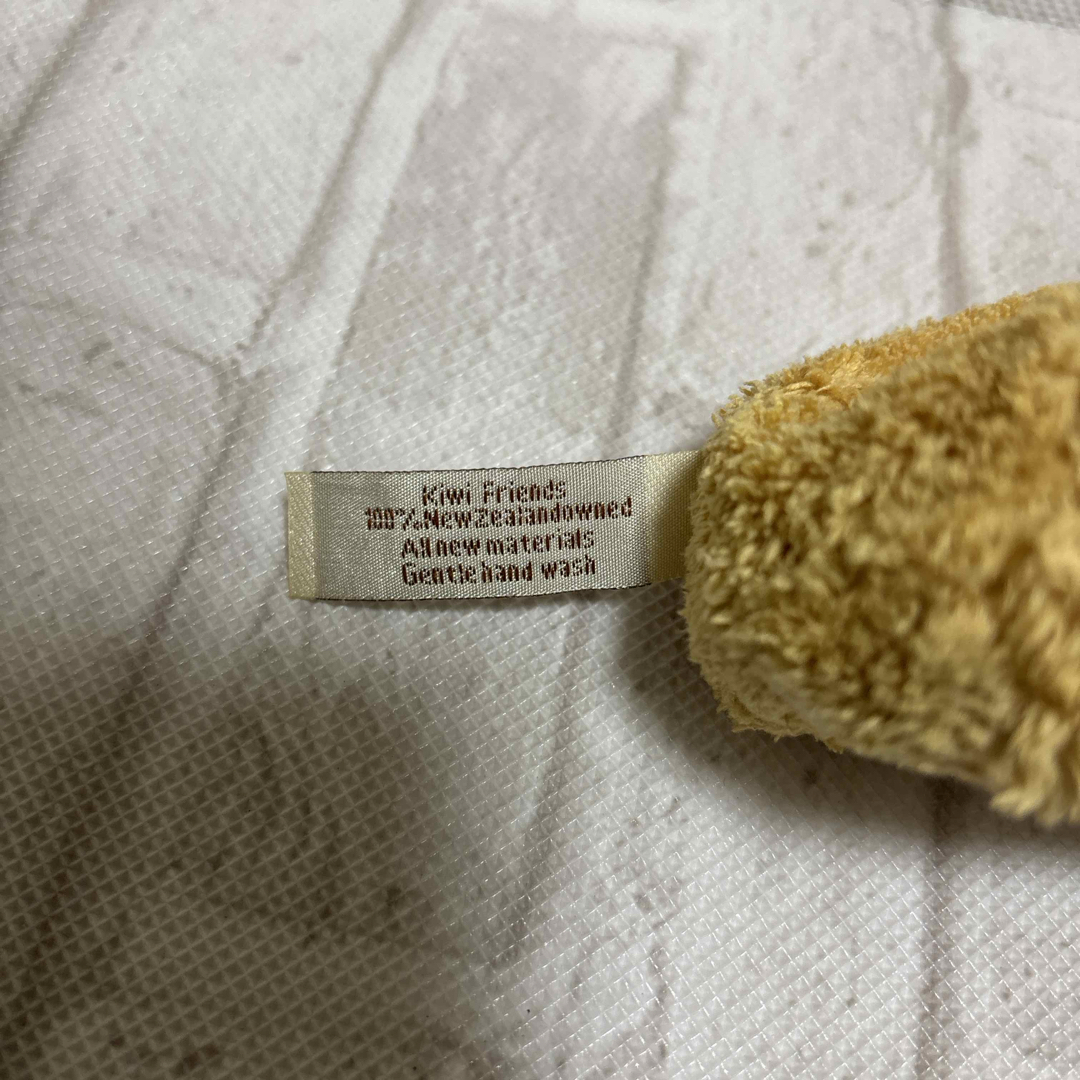 Kiwi Friends
100% New Zealand owned
All new materials
Gentle hand wash